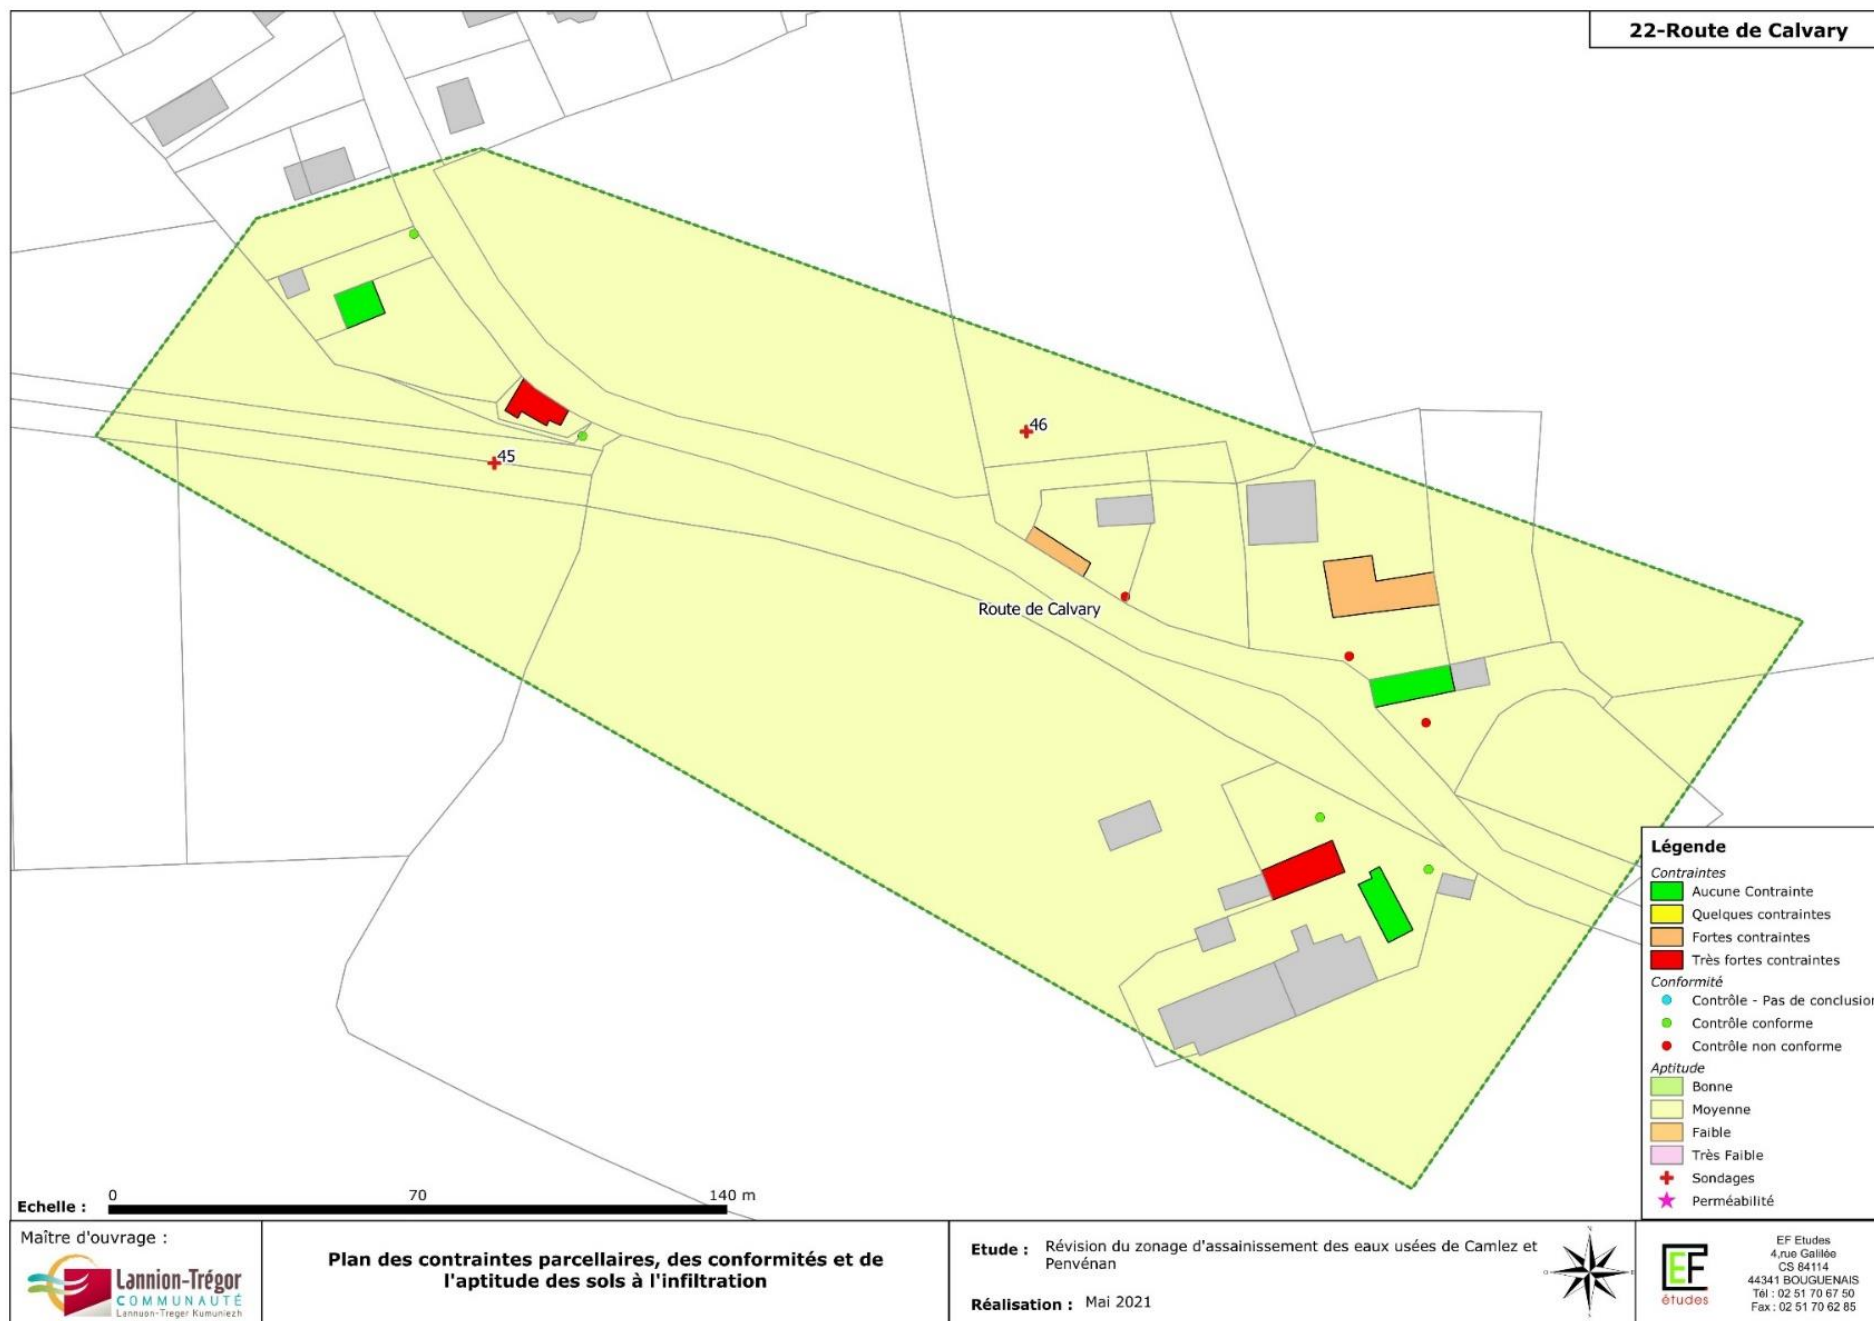 22-Route de Calvary
45
46
Route de Calvary
Légende
Contraintes
Aucune Contrainte
Quelques contraintes
Fortes contraintes
Très fortes contraintes
Conformité
Contrôle - Pas de conclusion
Contrôle conforme
Contrôle non conforme
Aptitude
Bonne
Moyenne
Faible
Très Faible
Sondages
Perméabilité
Echelle :
0 70 140 m
Maître d'ouvrage :
Lannion-Trégor
COMMUNAUTÉ
Lannuon-Treger Kumuniezh
Plan des contraintes parcellaires, des conformités et de
l'aptitude des sols à l'infiltration
Etude : Révision du zonage d'assainissement des eaux usées de Camlez et
Penvénan
Réalisation : Mai 2021
EF
études
EF Etudes
4,rue Galilée
CS 84114
44341 BOUGUENAIS
Tél : 02 51 70 67 50
Fax : 02 51 70 62 85